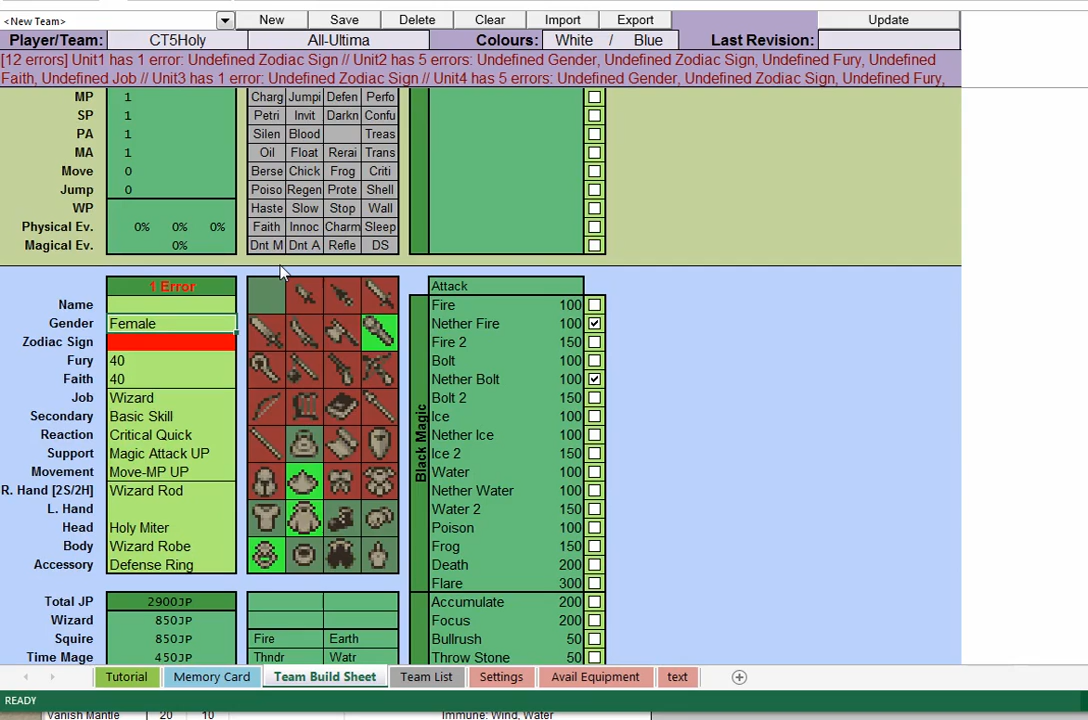 <New Team> New Save Delete Clear Import Export Update
Player/Team: CT5Holy All-Ultima Colours: White / Blue Last Revision:
[12 errors] Unit1 has 1 error: Undefined Zodiac Sign // Unit2 has 5 errors: Undefined Gender, Undefined Zodiac Sign, Undefined Fury, Undefined
Faith, Undefined Job // Unit3 has 1 error: Undefined Zodiac Sign // Unit4 has 5 errors: Undefined Gender, Undefined Zodiac Sign, Undefined Fury,
MP 1 Charg Jumpi Defen Perfo
SP 1 Petri Invit Darkn Confu
PA 1 Silen Blood Treas
MA 1 Oil Float Rerai Trans
Move 0 Berse Chick Frog Criti
Jump 0 Poiso Regen Prote Shell
WP Haste Slow Stop Wall
Physical Ev. 0% 0% 0% Faith Innoc Charm Sleep
Magical Ev. 0% Dnt M Dnt A Refle DS
1 Error Attack
Name Fire 100
Gender Female Nether Fire 100
Zodiac Sign Fire 2 150
Fury 40 Bolt 100
Faith 40 Nether Bolt 100
Job Wizard Bolt 2 150
Secondary Basic Skill Ice 100
Reaction Critical Quick Nether Ice 100
Support Magic Attack UP Ice 2 150
Movement Move-MP UP Water 100
R. Hand [2S/2H] Wizard Rod Nether Water 100
L. Hand Water 2 150
Head Holy Miter Poison 100
Body Wizard Robe Frog 150
Accessory Defense Ring Death 200
Flare 300
Black Magic
Total JP 2900JP Accumulate 200
Wizard 850JP Focus 200
Squire 850JP Fire Earth Bullrush 50
Time Mage 450JP Thndr Watr Throw Stone 50
Tutorial Memory Card Team Build Sheet Team List Settings Avail Equipment text
READY
Vanish Mantle 20 10 Immune: Wind, Water